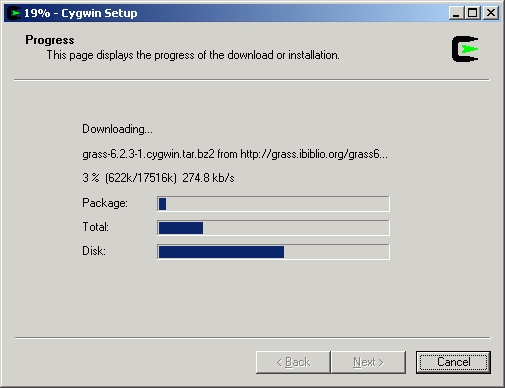 19% - Cygwin Setup
Progress
This page displays the progress of the download or installation.
Downloading...
grass-6.2.3-1.cygwin.tar.bz2 from http://grass.ibiblio.org/grass6...
3 % (622k/17516k) 274.8 kb/s
Package:
Total:
Disk:
< Back Next > Cancel